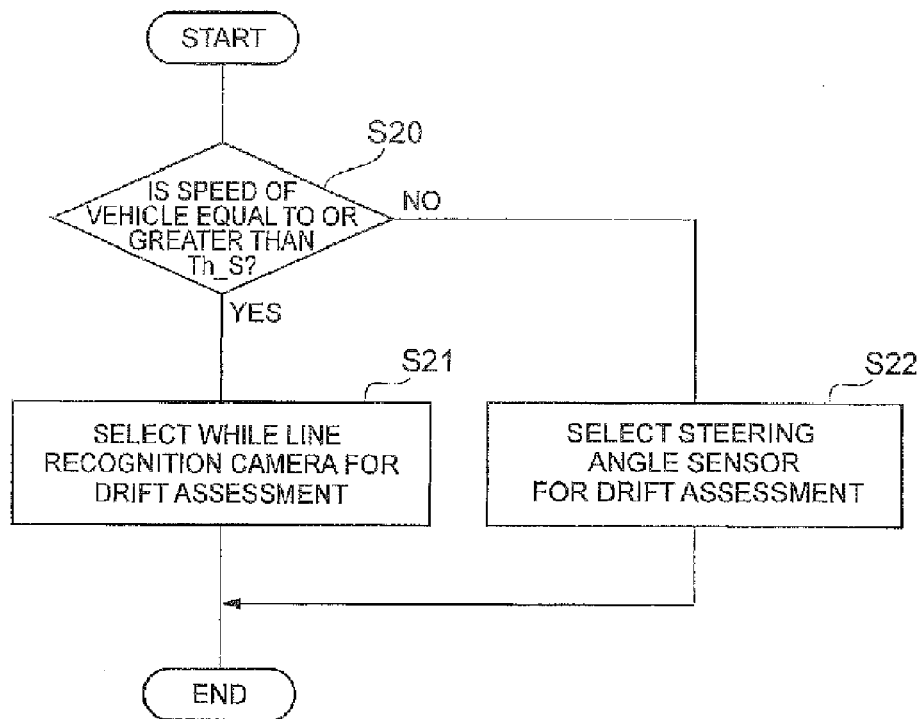 START
S20
IS SPEED OF
VEHICLE EQUAL TO OR
GREATER THAN
Th_S?
NO
YES
S21
SELECT WHILE LINE
RECOGNITION CAMERA FOR
DRIFT ASSESSMENT
S22
SELECT STEERING
ANGLE SENSOR
FOR DRIFT ASSESSMENT
END